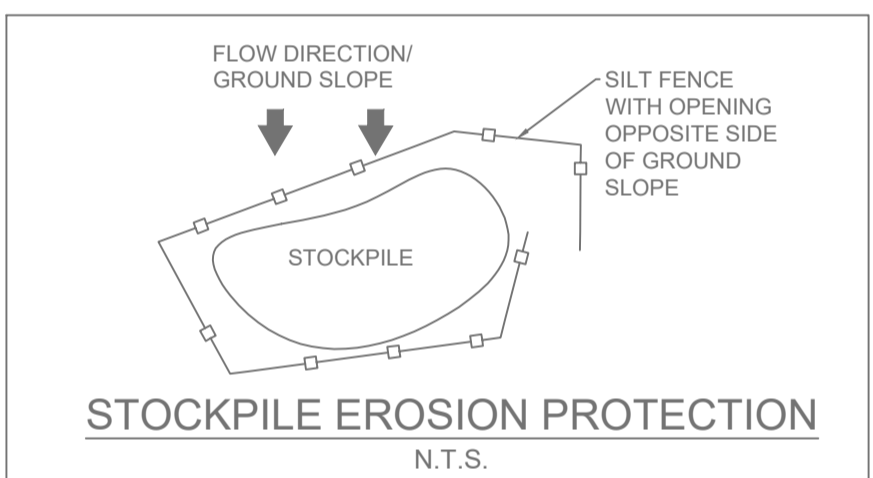 FLOW DIRECTION/
GROUND SLOPE
SILT FENCE
WITH OPENING
OPPOSITE SIDE
OF GROUND
SLOPE
STOCKPILE
STOCKPILE EROSION PROTECTION
N.T.S.